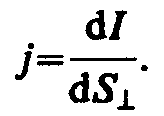 j = dI/dS⊥.